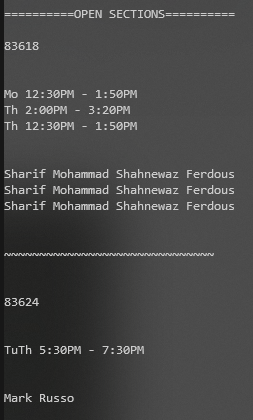 ==========OPEN SECTIONS==========
83618
Mo 12:30PM - 1:50PM
Th 2:00PM - 3:20PM
Th 12:30PM - 1:50PM
Sharif Mohammad Shahnewaz Ferdous
Sharif Mohammad Shahnewaz Ferdous
Sharif Mohammad Shahnewaz Ferdous
~~~~~~~~~~~~~~~~~~~~~~~~~~~~~~
83624
TuTh 5:30PM - 7:30PM
Mark Russo